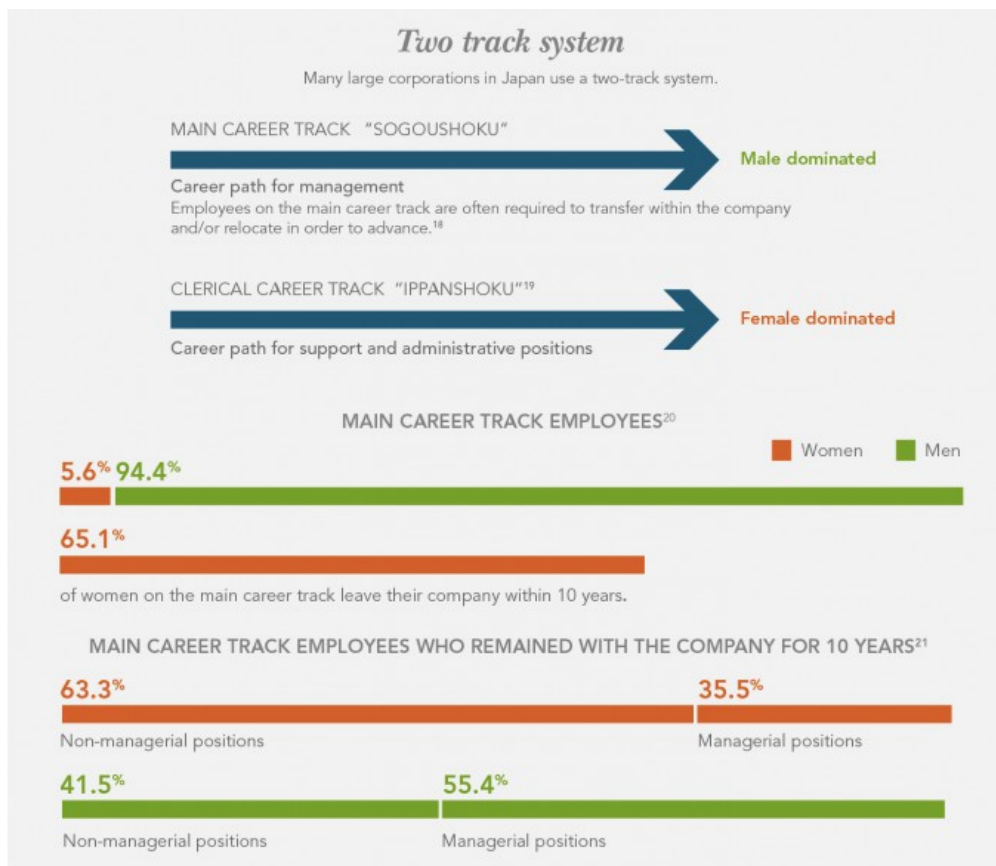 Two track system
Many large corporations in Japan use a two-track system.
MAIN CAREER TRACK "SOGOUSHOKU"
Male dominated
Career path for management
Employees on the main career track are often required to transfer within the company
and/or relocate in order to advance.18
CLERICAL CAREER TRACK "IPPANSHOKU"19
Female dominated
Career path for support and administrative positions
MAIN CAREER TRACK EMPLOYEES20
Women Men
5.6% 94.4%
65.1%
of women on the main career track leave their company within 10 years.
MAIN CAREER TRACK EMPLOYEES WHO REMAINED WITH THE COMPANY FOR 10 YEARS21
63.3% 35.5%
Non-managerial positions Managerial positions
41.5% 55.4%
Non-managerial positions Managerial positions